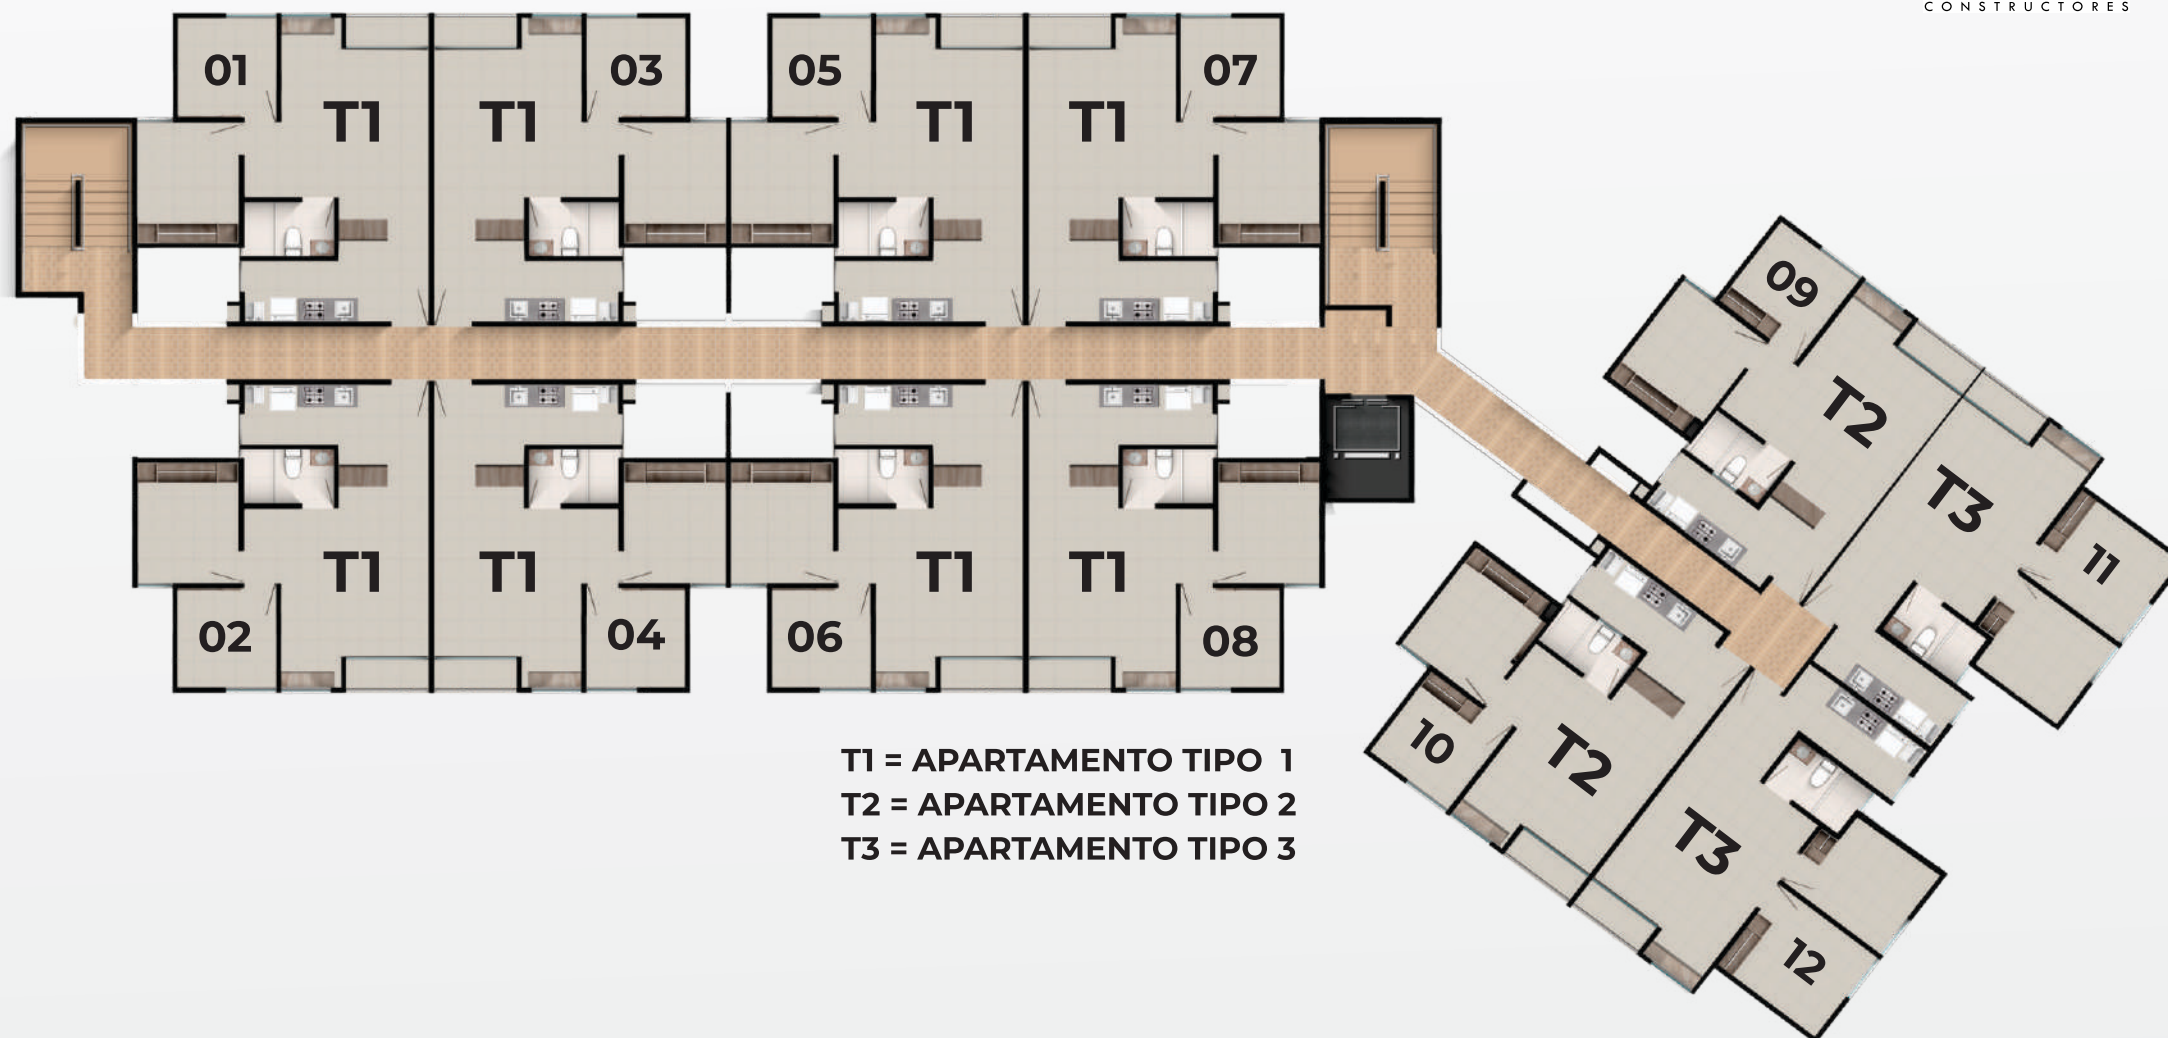 CONSTRUCTORES
01
03
05
07
T1
T1
T1
T1
09
T2
T3
11
T1
T1
T1
T1
02
04
06
08
10
T2
T3
12
T1 = APARTAMENTO TIPO 1
T2 = APARTAMENTO TIPO 2
T3 = APARTAMENTO TIPO 3